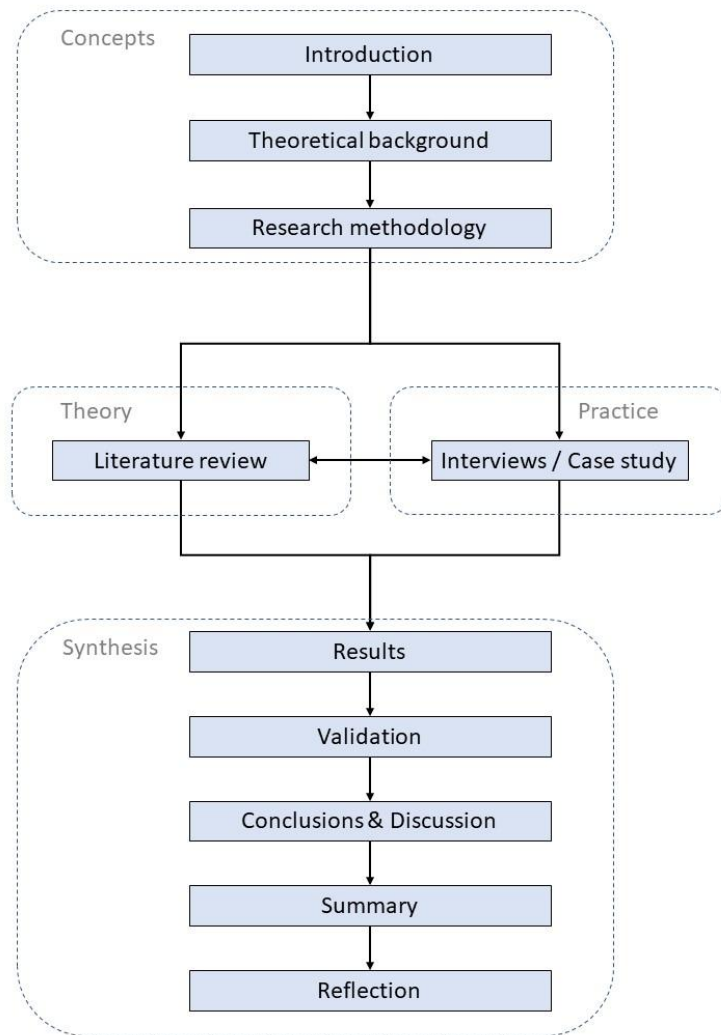 Concepts
Introduction
Theoretical background
Research methodology
Theory
Practice
Literature review
Interviews / Case study
Synthesis
Results
Validation
Conclusions & Discussion
Summary
Reflection